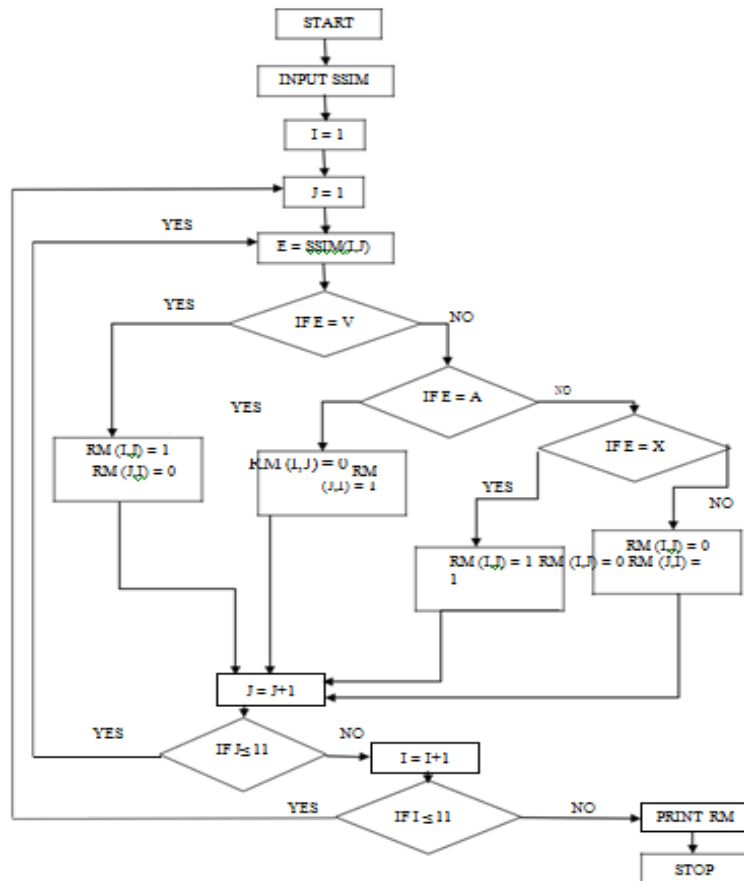 START
INPUT SSIM
I = 1
J = 1
YES
E = SSIM(I,J)
YES
IF E = V
NO
IF E = A
NO
YES
IF E = X
RM (I,J) = 1
RM (J,I) = 0
RM (I,J) = 0
RM
(J,I) = 1
YES
NO
RM (I,J) = 0
RM (I,J) = 1 RM (I,J) = 0 RM (J,I) =
1
J = J+1
YES
IF J≤ 11
NO
I = I+1
YES
IF I ≤ 11
NO
PRINT RM
STOP